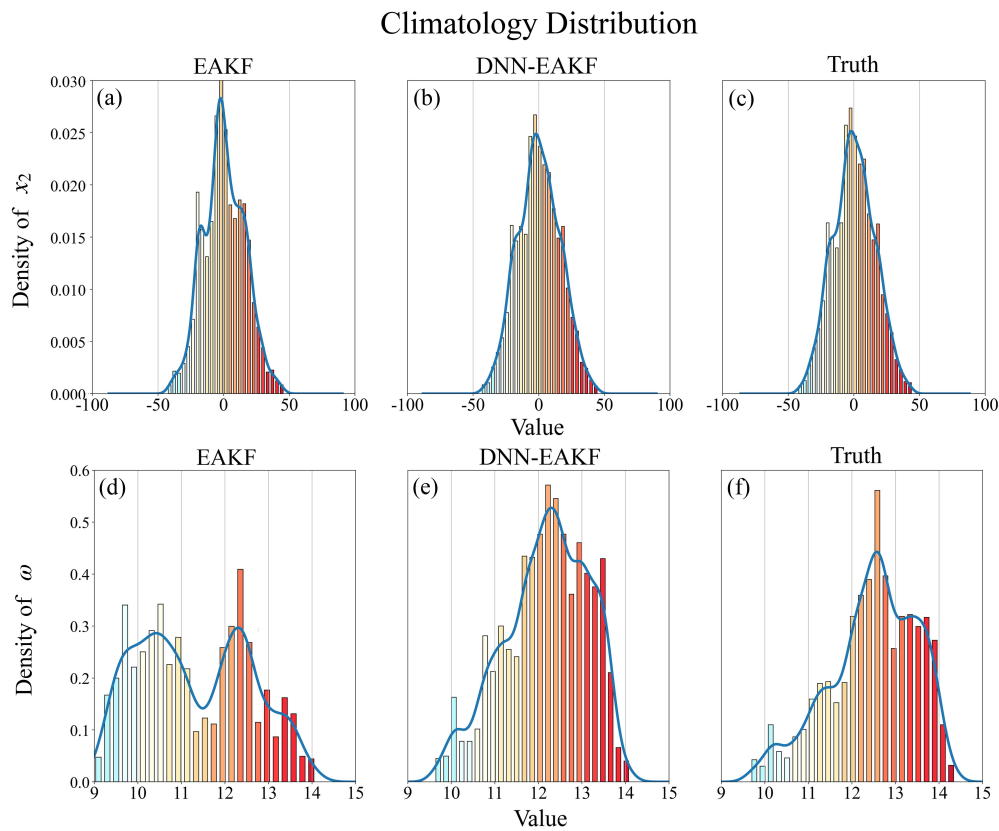 Climatology Distribution
EAKF DNN-EAKF Truth
(a) (b) (c)
0.030
0.025
0.020
0.015
0.010
0.005
0.000
Density of x₂
-100 -50 0 50 100 -100 -50 0 50 100 -100 -50 0 50 100
Value
EAKF DNN-EAKF Truth
(d) (e) (f)
0.6
0.5
0.4
0.3
0.2
0.1
0.0
Density of ω
9 10 11 12 13 14 15 9 10 11 12 13 14 15 9 10 11 12 13 14 15
Value